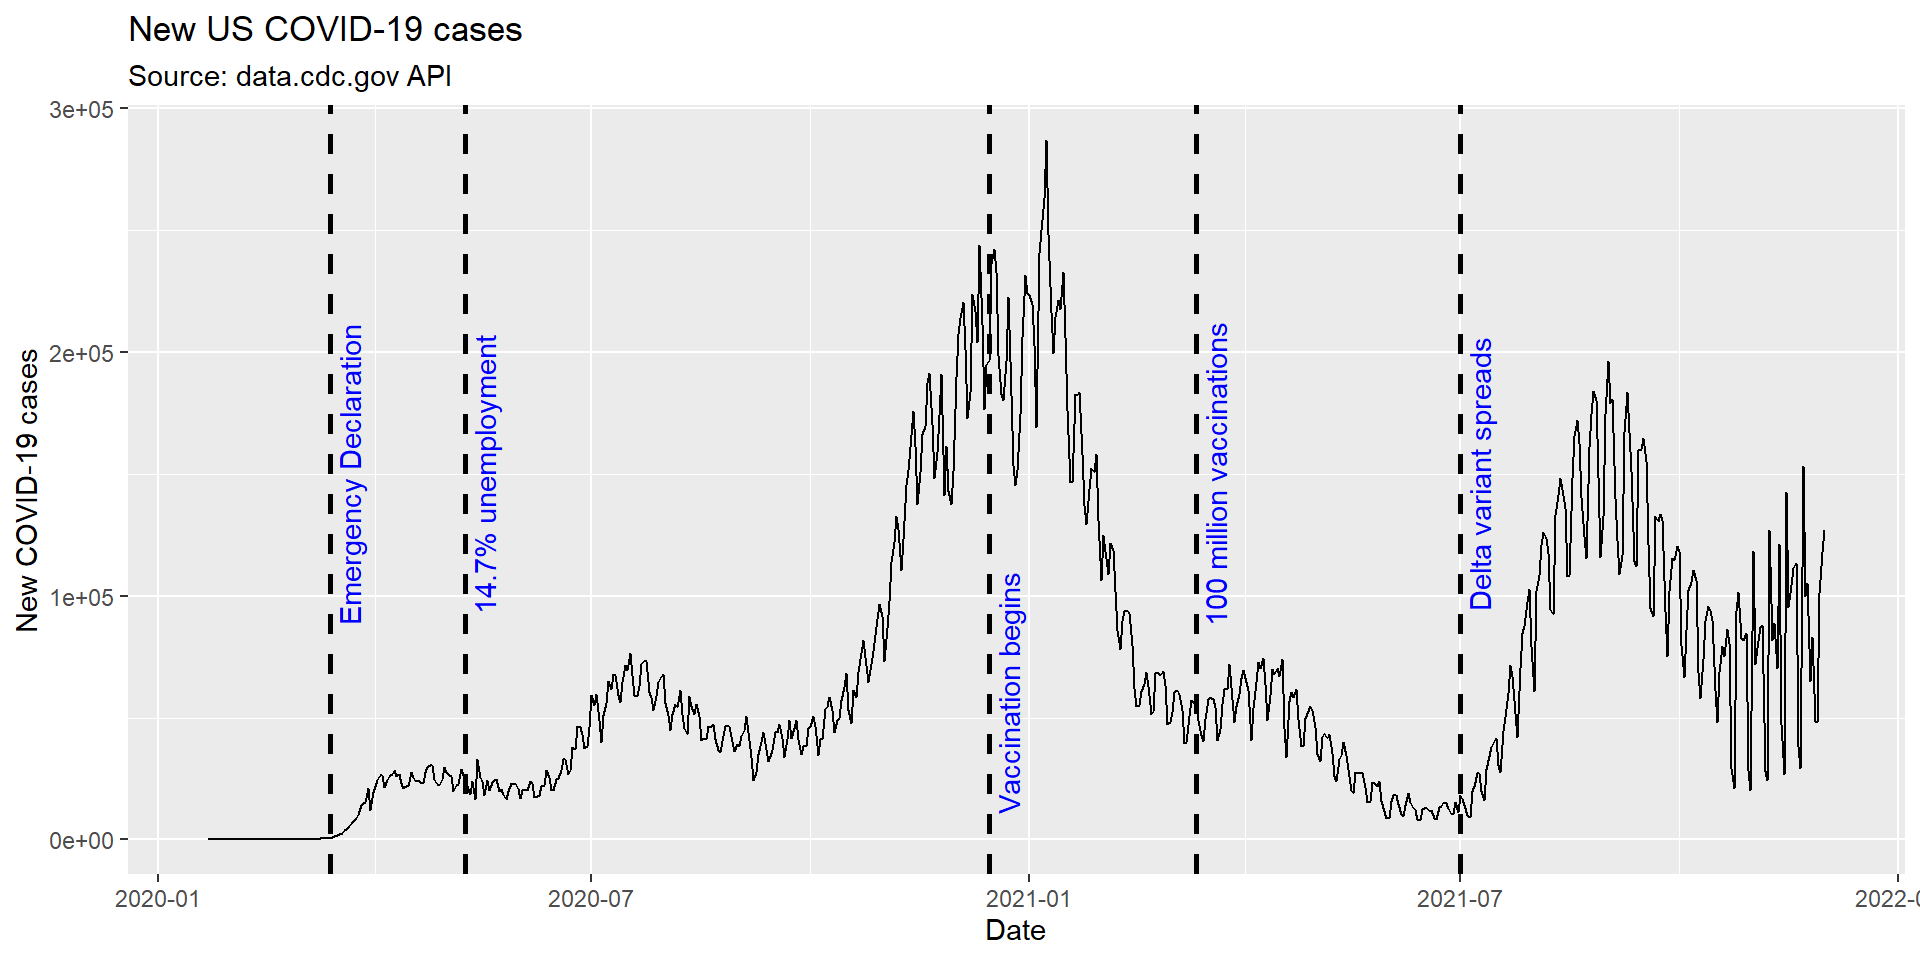 New US COVID-19 cases
Source: data.cdc.gov API
3e+05
2e+05
1e+05
0e+00
New COVID-19 cases
Emergency Declaration
14.7% unemployment
Vaccination begins
100 million vaccinations
Delta variant spreads
2020-01
2020-07
2021-01
2021-07
2022-0
Date